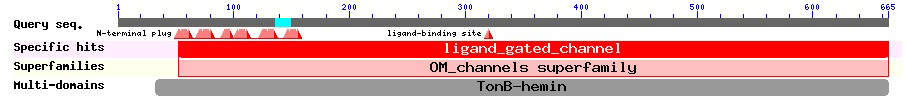 1 100 200 300 400 500 600 665
Query seq.
N-terminal plug ligand-binding site
Specific hits ligand_gated_channel
Superfamilies OM_channels superfamily
Multi-domains TonB-hemin